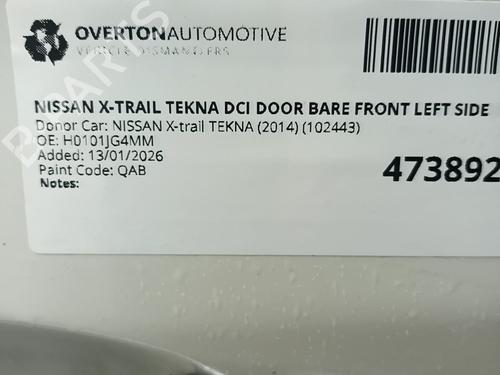 OVERTONAUTOMOTIVE
VEHICLE DISMANTLERS
NISSAN X-TRAIL TEKNA DCI DOOR BARE FRONT LEFT SIDE
Donor Car: NISSAN X-trail TEKNA (2014) (102443)
OE: H0101JG4MM
Added: 13/01/2026
473892
Paint Code: QAB
Notes:
B-PARTS